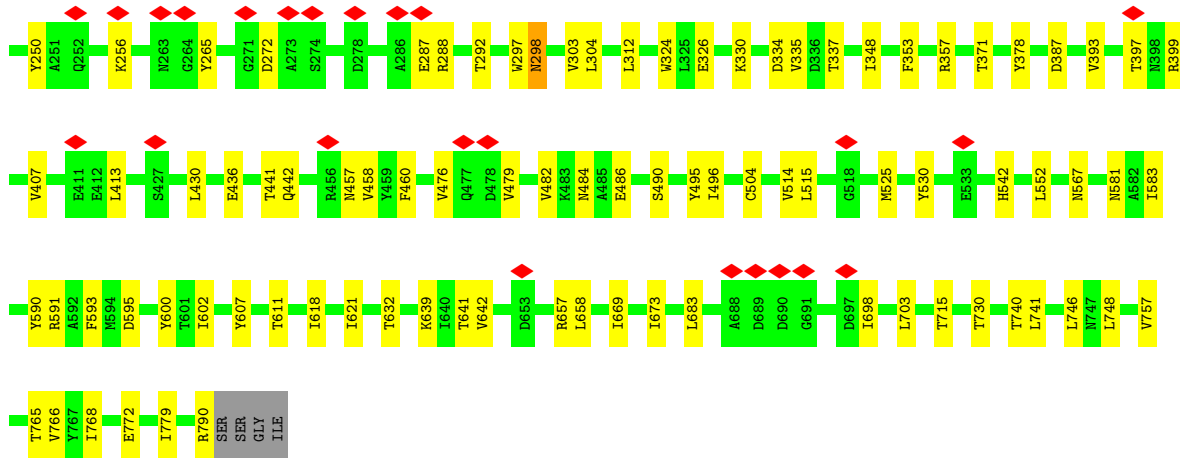 Y250 A251 Q252 K256 N263 G264 Y265 G271 D272 A273 S274 D278 A286 E287 R288 T292 W297 N298 V303 L304 L312 W324 L325 E326 K330 D334 V335 D336 T337 I348 F353 R357 T371 Y378 D387 V393 T397 N398 R399
V407 E411 E412 L413 S427 L430 E436 T441 Q442 R456 N457 V458 Y459 F460 V476 Q477 D478 V479 V482 K483 N484 A485 E486 S490 Y495 I496 C504 V514 L515 G518 M525 Y530 E533 H542 L552 N567 N581 A582 I583
Y590 R591 A592 F593 M594 D595 Y600 T601 I602 Y607 T611 I618 I621 T632 K639 I640 T641 V642 D653 R657 L658 I669 I673 L683 A688 D689 D690 G691 D697 I698 L703 T715 T730 T740 L741 L746 N747 L748 V757
T765 V766 Y767 I768 E772 I779 R790 SER SER GLY ILE